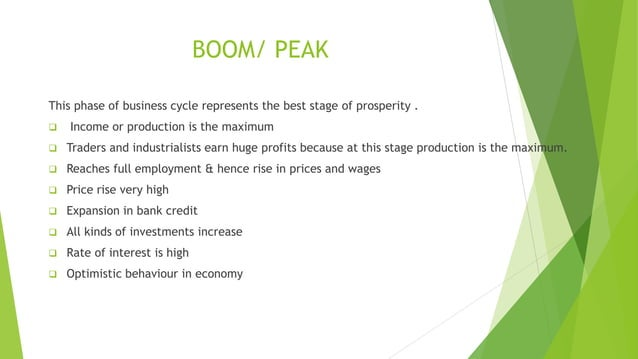 BOOM/ PEAK
This phase of business cycle represents the best stage of prosperity .
❑ Income or production is the maximum
❑ Traders and industrialists earn huge profits because at this stage production is the maximum.
❑ Reaches full employment & hence rise in prices and wages
❑ Price rise very high
❑ Expansion in bank credit
❑ All kinds of investments increase
❑ Rate of interest is high
❑ Optimistic behaviour in economy